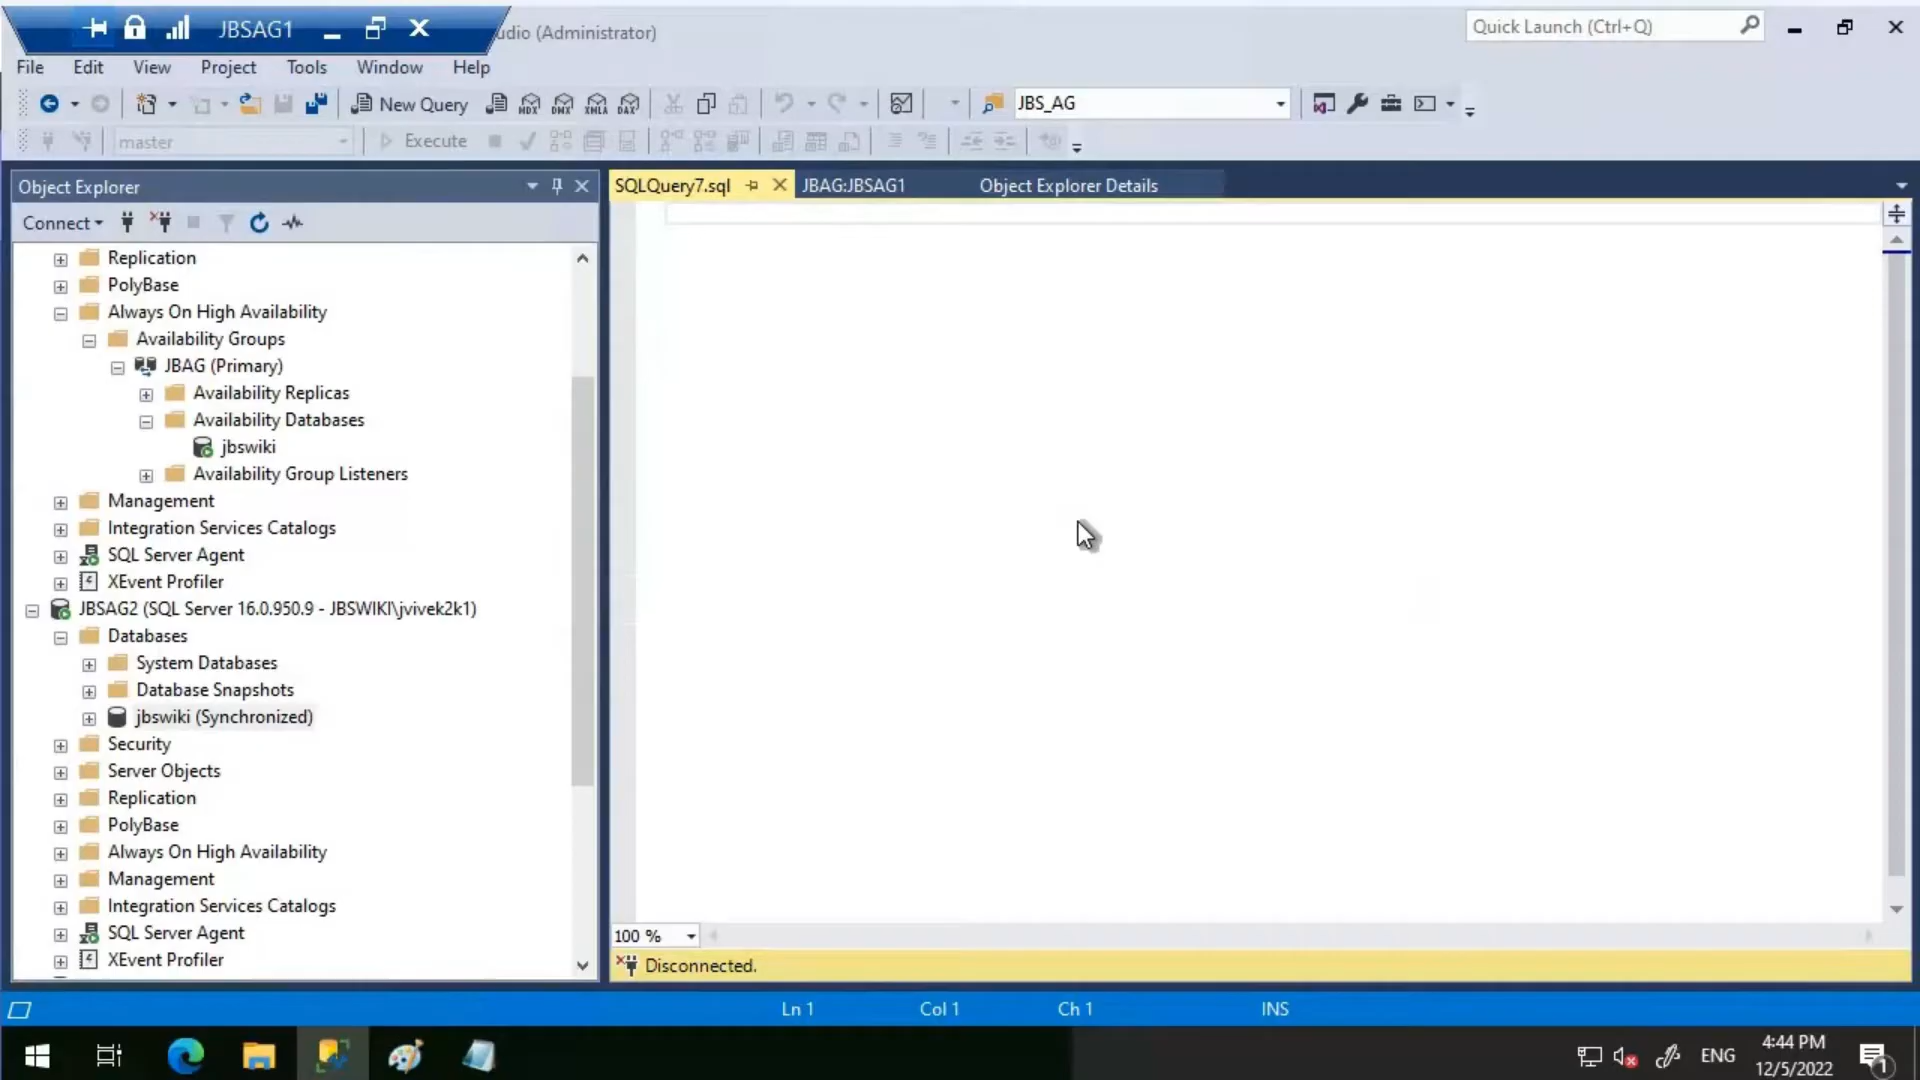 JBSAG1
udio (Administrator)
Quick Launch (Ctrl+Q)
File Edit View Project Tools Window Help
New Query
MDX
DMX
XMLA
DAX
JBS_AG
master
Execute
Object Explorer
SQLQuery7.sql
JBAG:JBSAG1
Object Explorer Details
Connect
Replication
PolyBase
Always On High Availability
Availability Groups
JBAG (Primary)
Availability Replicas
Availability Databases
jbswiki
Availability Group Listeners
Management
Integration Services Catalogs
SQL Server Agent
XEvent Profiler
JBSAG2 (SQL Server 16.0.950.9 - JBSWIKI\jvivek2k1)
Databases
System Databases
Database Snapshots
jbswiki (Synchronized)
Security
Server Objects
Replication
PolyBase
Always On High Availability
Management
Integration Services Catalogs
SQL Server Agent
XEvent Profiler
100 %
Disconnected.
Ln 1 Col 1 Ch 1 INS
ENG
4:44 PM
12/5/2022
1